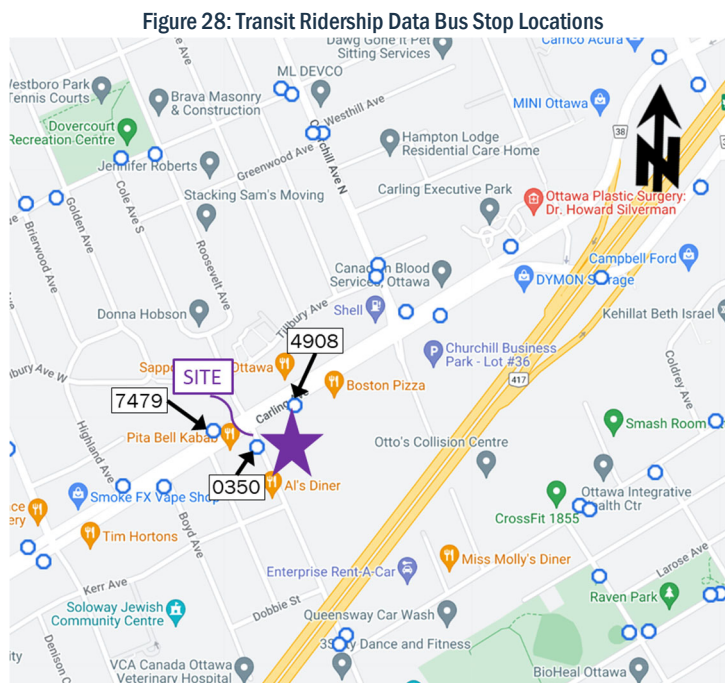 Figure 28: Transit Ridership Data Bus Stop Locations
Dawg Gone It Pet
Sitting Services
Camco Acura
Westboro Park
Tennis Courts
Brava Masonry
& Construction
ML DEVCO
MINI Ottawa
38
Dovercourt
Recreation Centre
Westhill Ave
Churchill Ave N
Hampton Lodge
Residential Care Home
Jennifer Roberts
Greenwood Ave
Stacking Sam's Moving
Carling Executive Park
Ottawa Plastic Surgery:
Dr. Howard Silverman
Cole Ave S
Golden Ave
Brierwood Ave
Roosevelt Ave
Canadian Blood
Services, Ottawa
Campbell Ford
DYMON Storage
Donna Hobson
Shell
Tillbury Ave
Kehillat Beth Israel
4908
Churchill Business
Park - Lot #36
Ottawa
SITE
Boston Pizza
417
Coldrey Ave
7479
Carling Ave
Pita Bell Kabab
Smash Room
Highland Ave
Otto's Collision Centre
0350
Al's Diner
Ottawa Integrative
Health Ctr
Smoke FX Vape Shop
CrossFit 1855
Tim Hortons
Boyd Ave
Miss Molly's Diner
Larose Ave
Enterprise Rent-A-Car
Kerr Ave
Raven Park
Soloway Jewish
Community Centre
Dobbie St
Queensway Car Wash
Dance and Fitness
VCA Canada Ottawa
Veterinary Hospital
BioHeal Ottawa
N